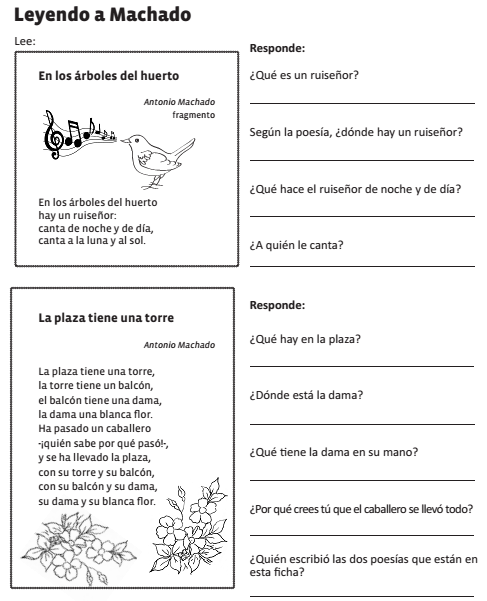 Leyendo a Machado
Lee:
En los árboles del huerto
Antonio Machado
fragmento
En los árboles del huerto
hay un ruiseñor:
canta de noche y de día,
canta a la luna y al sol.
Responde:
¿Qué es un ruiseñor?
Según la poesía, ¿dónde hay un ruiseñor?
¿Qué hace el ruiseñor de noche y de día?
¿A quién le canta?
La plaza tiene una torre
Antonio Machado
La plaza tiene una torre,
la torre tiene un balcón,
el balcón tiene una dama,
la dama una blanca flor.
Ha pasado un caballero
-¡quién sabe por qué pasó!-,
y se ha llevado la plaza,
con su torre y su balcón,
con su balcón y su dama,
su dama y su blanca flor.
Responde:
¿Qué hay en la plaza?
¿Dónde está la dama?
¿Qué tiene la dama en su mano?
¿Por qué crees tú que el caballero se llevó todo?
¿Quién escribió las dos poesías que están en
esta ficha?